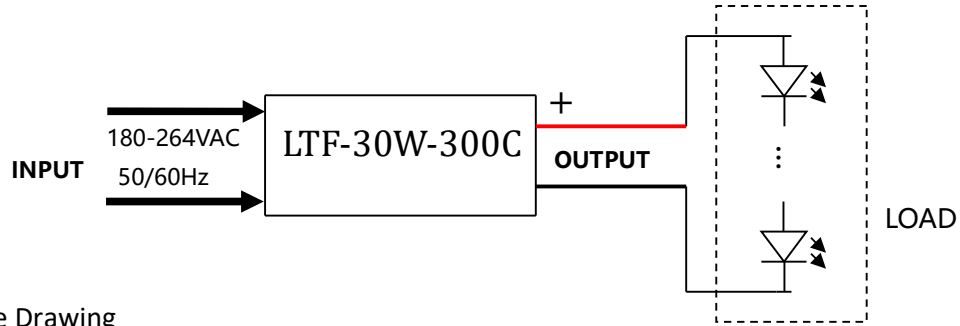 +
180-264VAC
LTF-30W-300C
INPUT
OUTPUT
50/60Hz
LOAD
Drawing